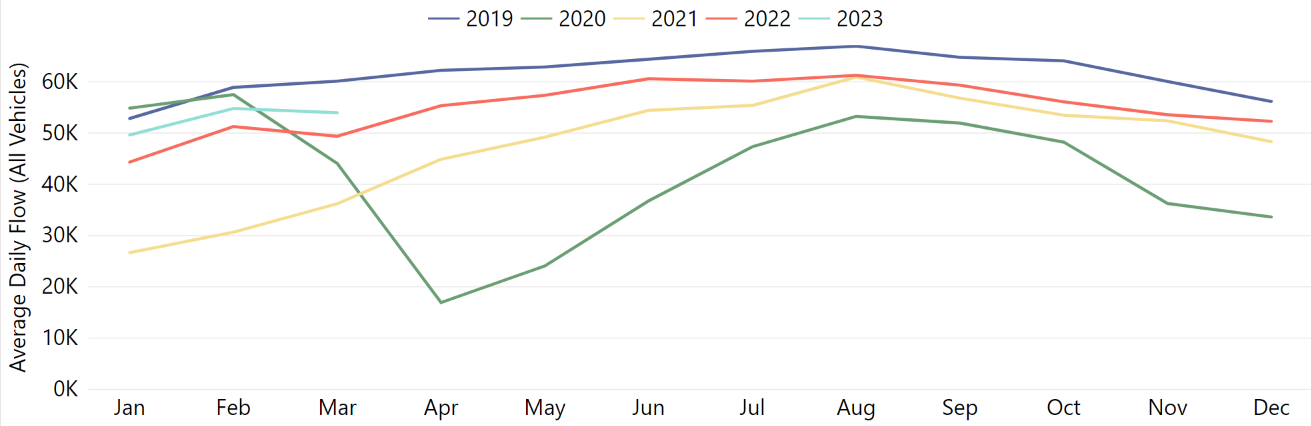 2019 2020 2021 2022 2023
Average Daily Flow (All Vehicles)
60K
50K
40K
30K
20K
10K
0K
Jan Feb Mar Apr May Jun Jul Aug Sep Oct Nov Dec